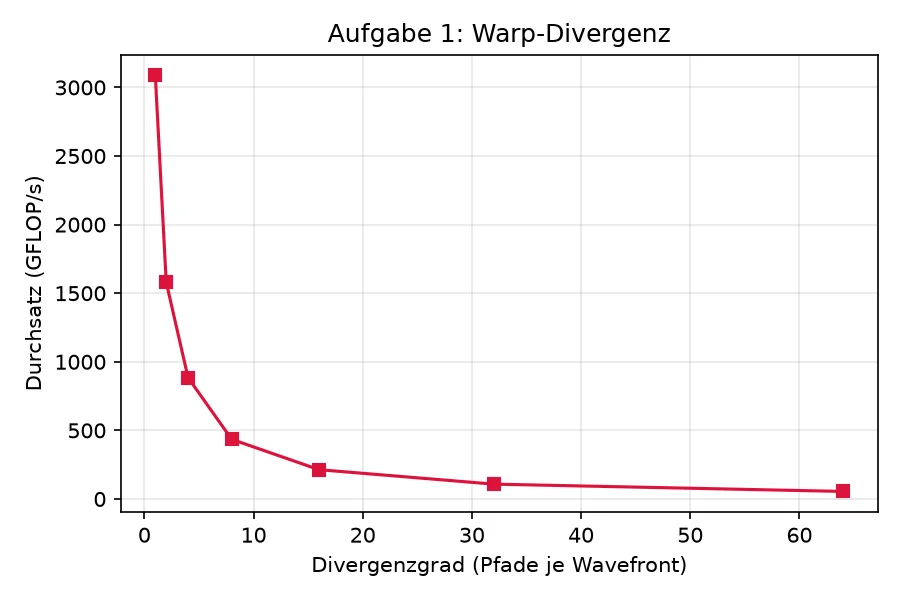 Aufgabe 1: Warp-Divergenz
Durchsatz (GFLOP/s)
3000
2500
2000
1500
1000
500
0
0 10 20 30 40 50 60
Divergenzgrad (Pfade je Wavefront)